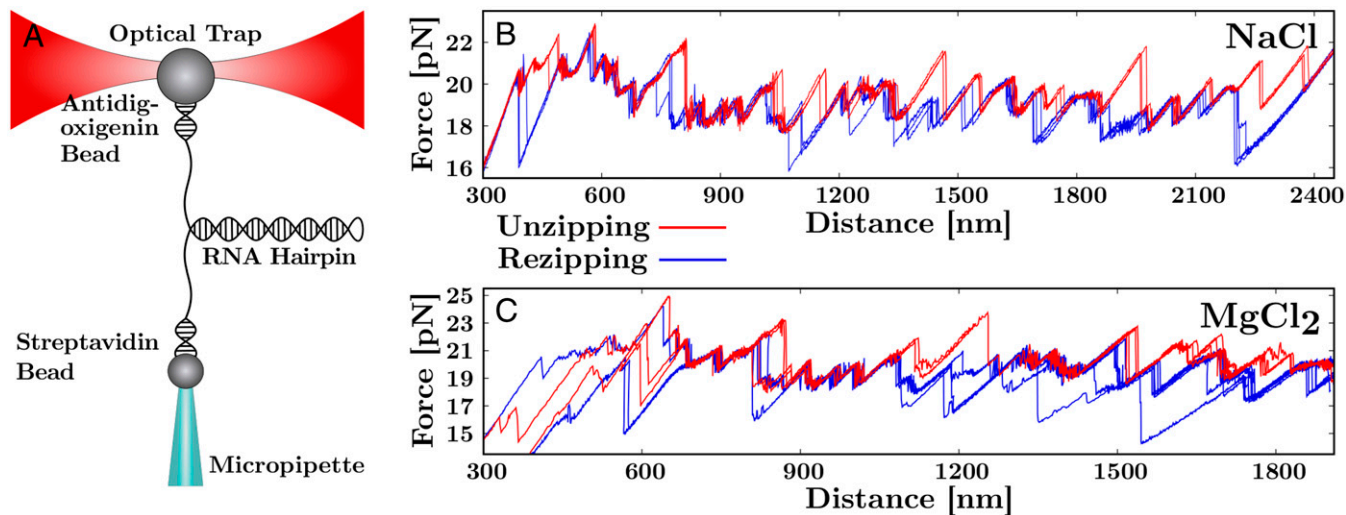 A
Optical Trap
Antidig-
oxigenin
Bead
RNA Hairpin
Streptavidin
Bead
Micropipette
B
NaCl
Force [pN]
22
20
18
16
300 600 900 1200 1500 1800 2100 2400
Distance [nm]
Unzipping
Rezipping
C
MgCl₂
Force [pN]
25
23
21
19
17
15
300 600 900 1200 1500 1800
Distance [nm]